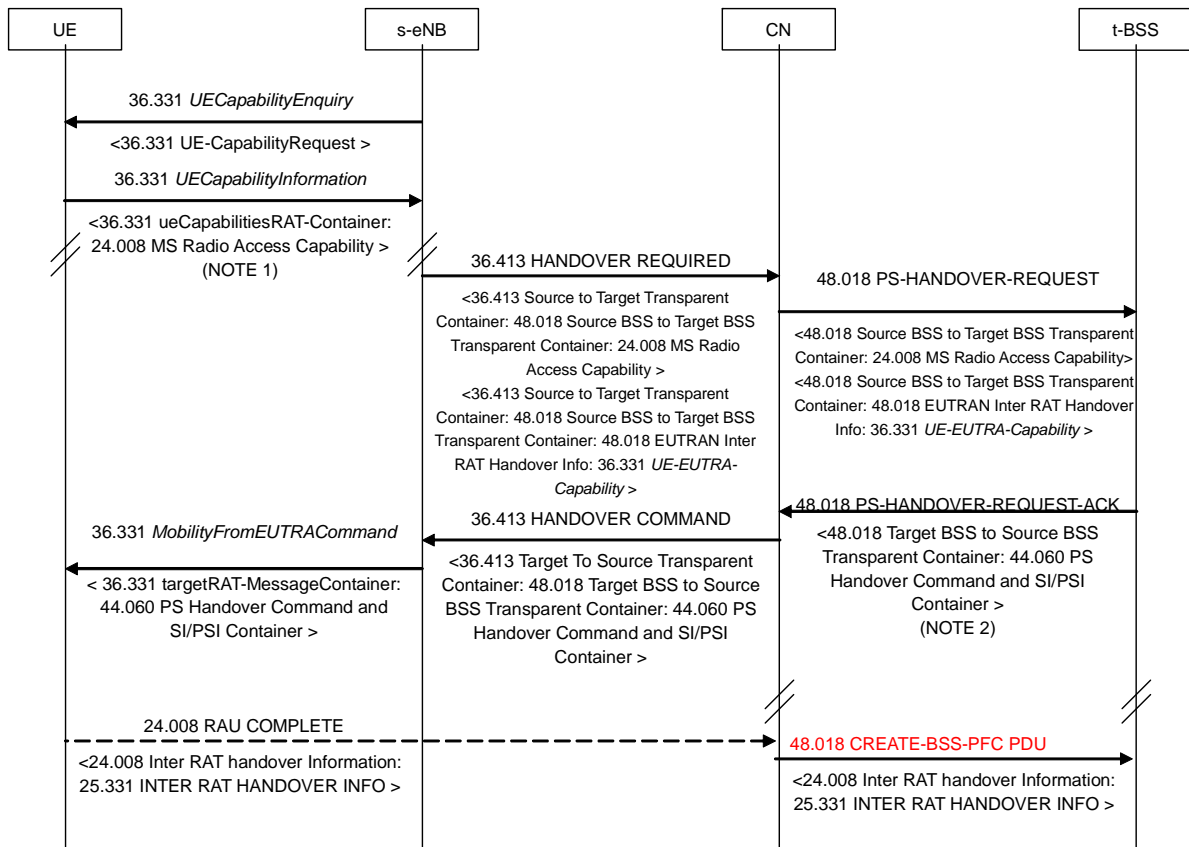 UE
s-eNB
CN
t-BSS
36.331 UECapabilityEnquiry
<36.331 UE-CapabilityRequest >
36.331 UECapabilityInformation
<36.331 ueCapabilitiesRAT-Container:
24.008 MS Radio Access Capability >
(NOTE 1)
36.413 HANDOVER REQUIRED
<36.413 Source to Target Transparent
Container: 48.018 Source BSS to Target BSS
Transparent Container: 24.008 MS Radio
Access Capability >
<36.413 Source to Target Transparent
Container: 48.018 Source BSS to Target BSS
Transparent Container: 48.018 EUTRAN Inter
RAT Handover Info: 36.331 UE-EUTRA-
Capability >
48.018 PS-HANDOVER-REQUEST
<48.018 Source BSS to Target BSS Transparent
Container: 24.008 MS Radio Access Capability>
<48.018 Source BSS to Target BSS Transparent
Container: 48.018 EUTRAN Inter RAT Handover
Info: 36.331 UE-EUTRA-Capability >
48.018 PS-HANDOVER-REQUEST-ACK
<48.018 Target BSS to Source BSS
Transparent Container: 44.060 PS
Handover Command and SI/PSI
Container >
(NOTE 2)
36.413 HANDOVER COMMAND
<36.413 Target To Source Transparent
Container: 48.018 Target BSS to Source
BSS Transparent Container: 44.060 PS
Handover Command and SI/PSI
Container >
36.331 MobilityFromEUTRACommand
< 36.331 targetRAT-MessageContainer:
44.060 PS Handover Command and
SI/PSI Container >
24.008 RAU COMPLETE
<24.008 Inter RAT handover Information:
25.331 INTER RAT HANDOVER INFO >
48.018 CREATE-BSS-PFC PDU
<24.008 Inter RAT handover Information:
25.331 INTER RAT HANDOVER INFO >